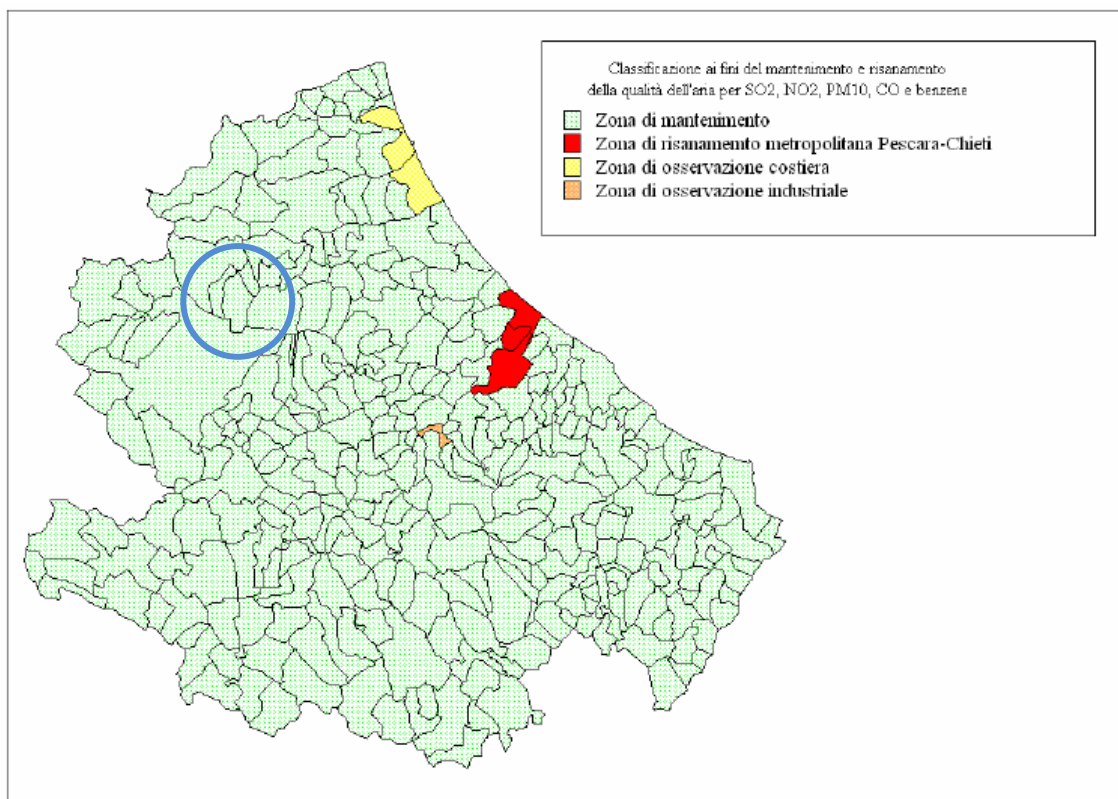 Classificazione ai fini del mantenimento e risanamento
della qualità dell'aria per SO2, NO2, PM10, CO e benzene
Zona di mantenimento
Zona di risanamemto metropolitana Pescara-Chieti
Zona di osservazione costiera
Zona di osservazione industriale